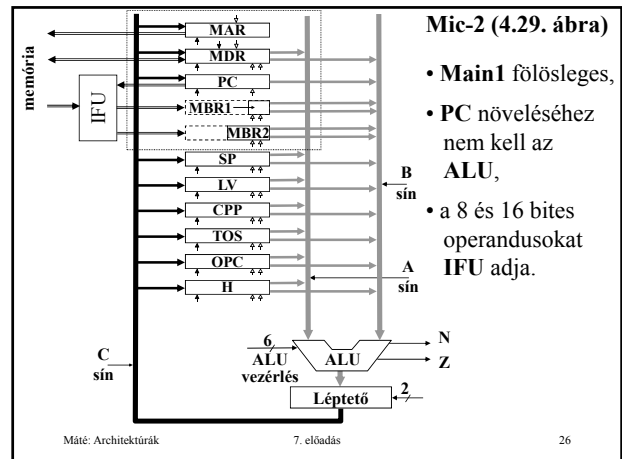 Mic-2 (4.29. ábra)
• Main1 fölösleges,
• PC növeléséhez
nem kell az
ALU,
• a 8 és 16 bites
operandusokat
IFU adja.
memória
IFU
MAR
MDR
PC
MBR1
MBR2
SP
LV
CPP
TOS
OPC
H
B
sín
A
sín
C
sín
6
ALU
vezérlés
ALU
N
Z
Léptető
2
Máté: Architektúrák
7. előadás
26